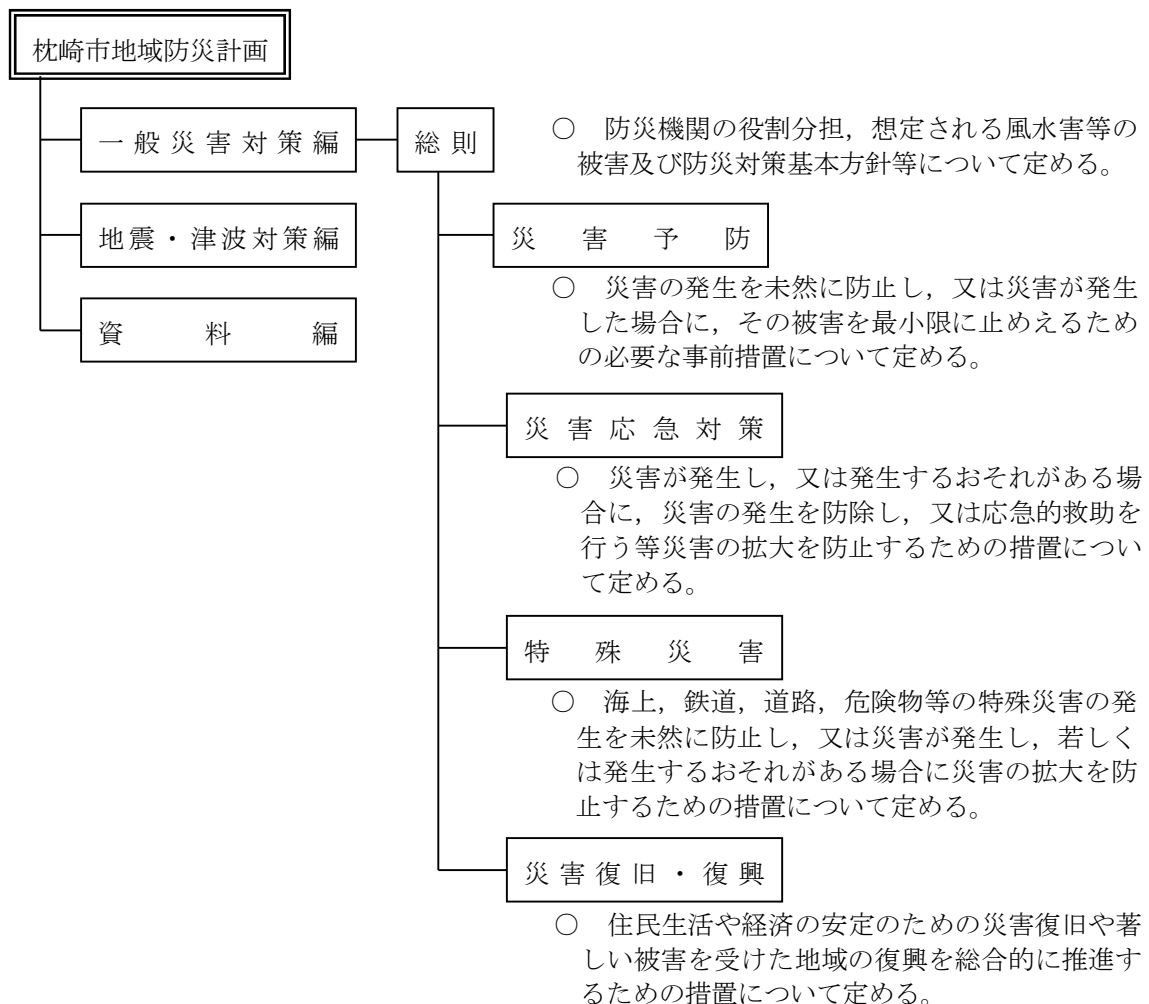 枕崎市地域防災計画
一般災害対策編
総則
○ 防災機関の役割分担，想定される風水害等の
被害及び防災対策基本方針等について定める。
地震・津波対策編
災害予防
○ 災害の発生を未然に防止し，又は災害が発生
した場合に，その被害を最小限に止めえるため
の必要な事前措置について定める。
資料編
災害応急対策
○ 災害が発生し，又は発生するおそれがある場
合に，災害の発生を防除し，又は応急的救助を
行う等災害の拡大を防止するための措置につい
て定める。
特殊災害
○ 海上，鉄道，道路，危険物等の特殊災害の発
生を未然に防止し，又は災害が発生し，若しく
は発生するおそれがある場合に災害の拡大を防
止するための措置について定める。
災害復旧・復興
○ 住民生活や経済の安定のための災害復旧や著
しい被害を受けた地域の復興を総合的に推進す
るための措置について定める。